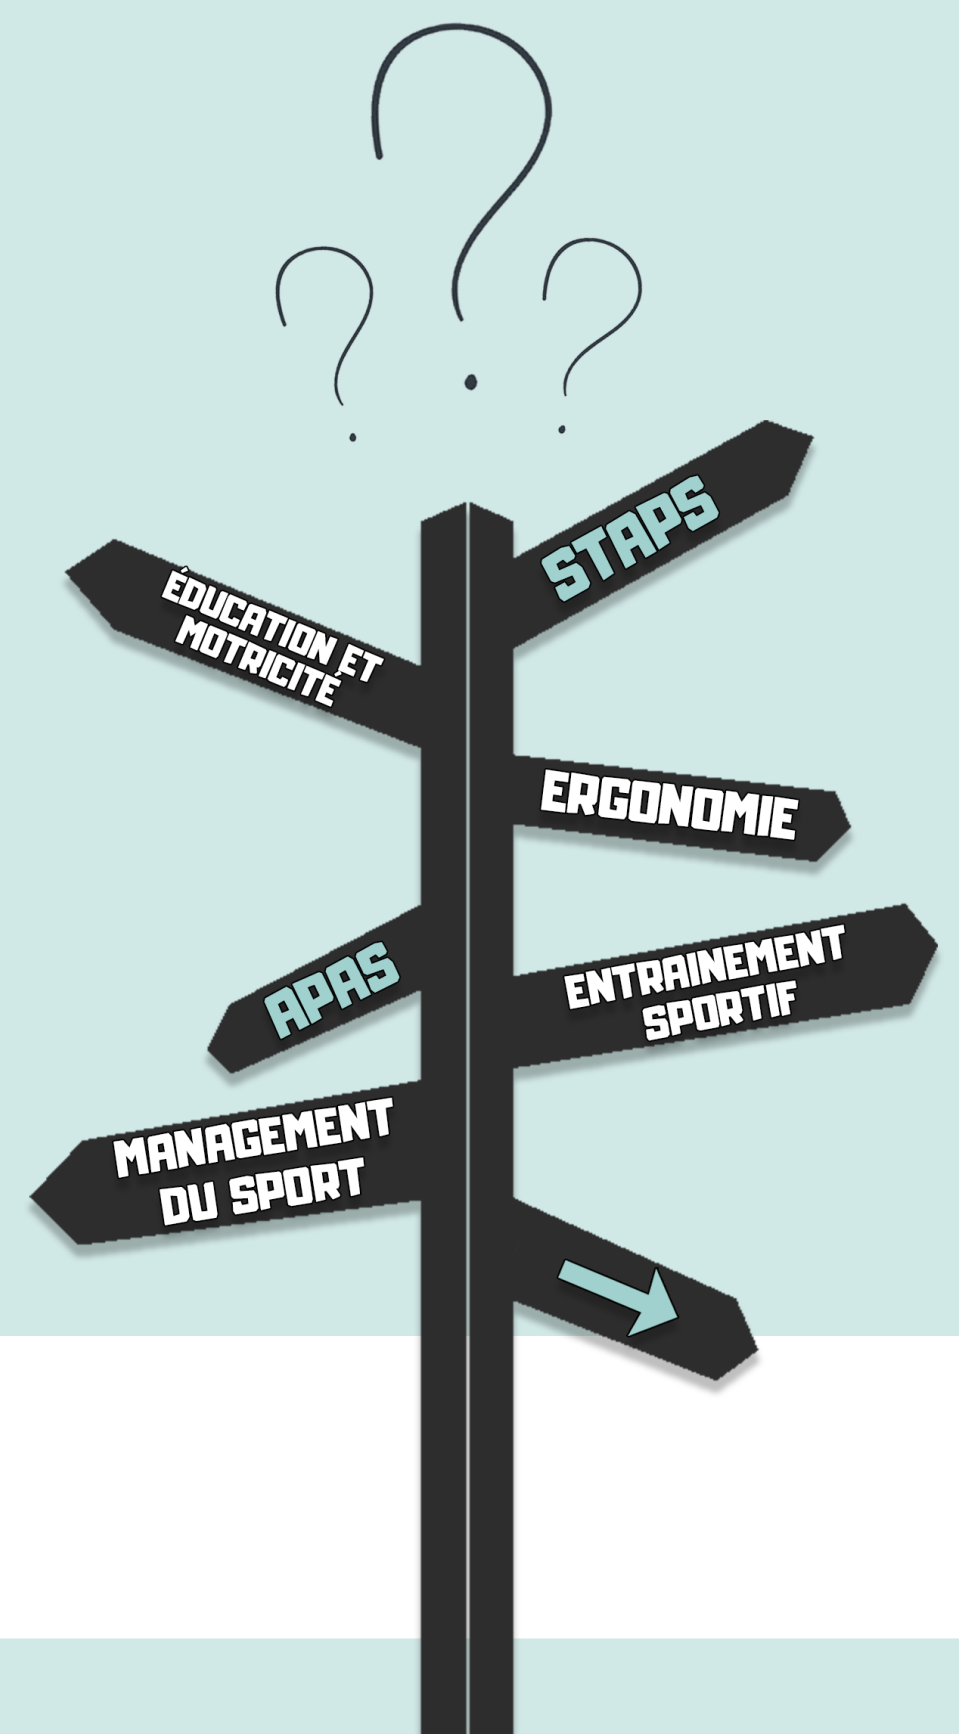 STAPS
ÉDUCATION ET
MOTRICITÉ
ERGONOMIE
APAS
ENTRAINEMENT
SPORTIF
MANAGEMENT
DU SPORT